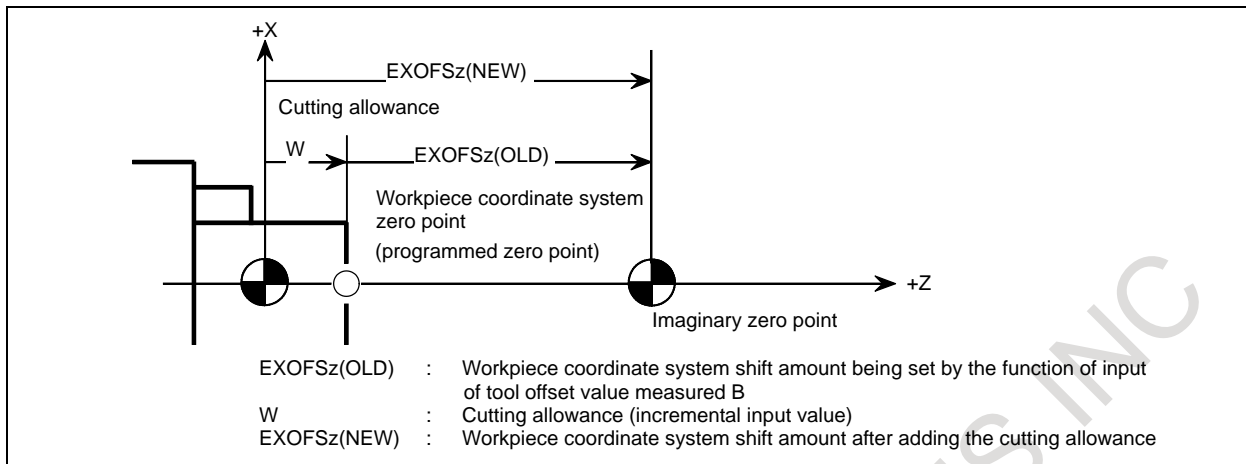 +X
EXOFSz(NEW)
Cutting allowance
W
EXOFSz(OLD)
Workpiece coordinate system
zero point
(programmed zero point)
+Z
Imaginary zero point
EXOFSz(OLD) : Workpiece coordinate system shift amount being set by the function of input
of tool offset value measured B
W : Cutting allowance (incremental input value)
EXOFSz(NEW) : Workpiece coordinate system shift amount after adding the cutting allowance
INC